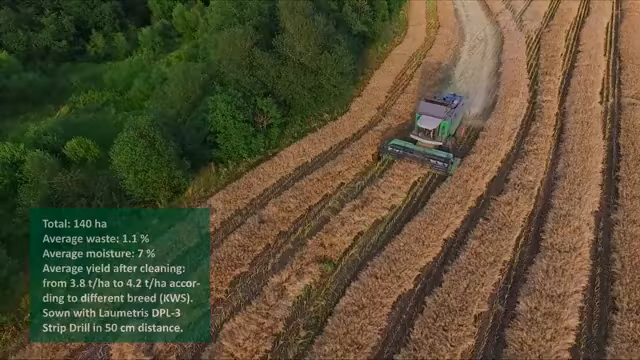 Total: 140 ha
Average waste: 1.1 %
Average moisture: 7 %
Average yield after cleaning:
from 3.8 t/ha to 4.2 t/ha accor-
ding to different breed (KWS).
Sown with Laumetris DPL-3
Strip Drill in 50 cm distance.